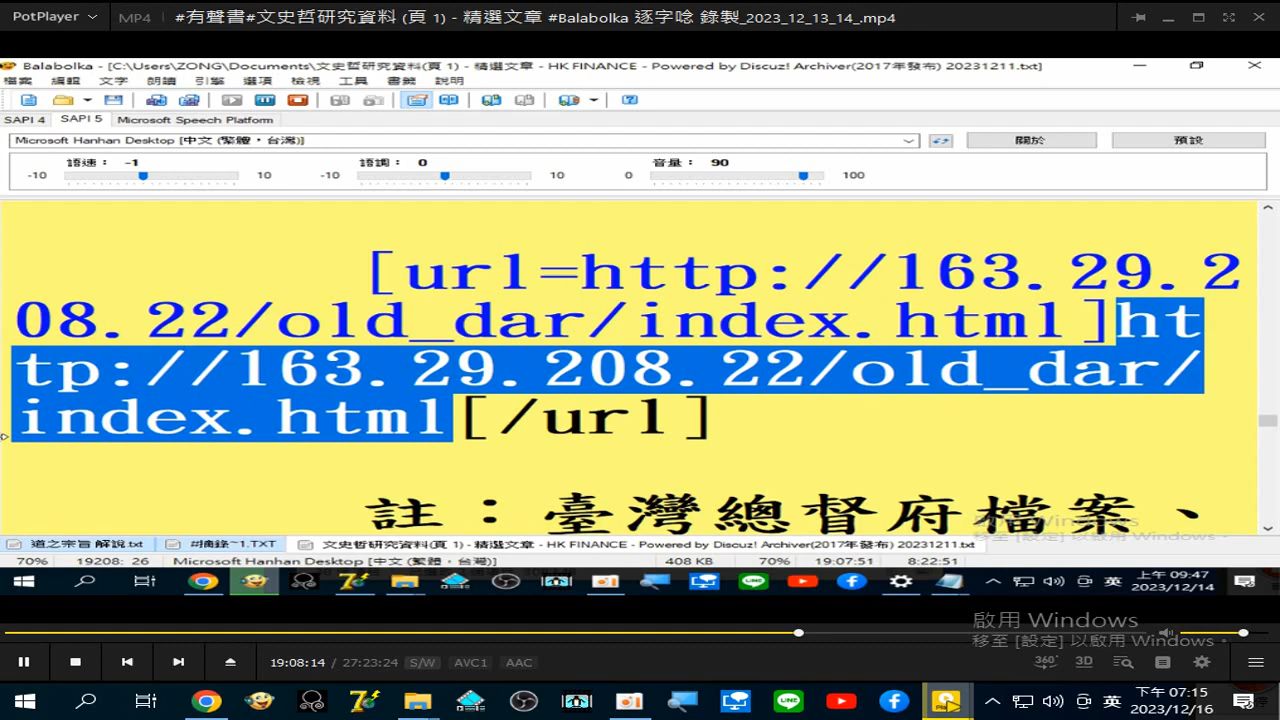 PotPlayer MP4 #有聲書#文史哲研究資料 (頁 1) - 精選文章 #Balabolka 逐字唸 錄製_2023_12_13_14_.mp4
Balabolka - [C:\Users\ZONG\Documents\文史哲研究資料(頁 1) - 精選文章 - HK FINANCE - Powered by Discuz! Archiver(2017年發布) 20231211.txt]
檔案 編輯 文字 朗讀 引擎 選項 檢視 工具 書籤 說明
SAPI 4 SAPI 5 Microsoft Speech Platform
Microsoft Hanhan Desktop [中文 (繁體，台灣)] 關於 預設
語速： -1 語調： 0 音量： 90
-10 10 -10 10 0 100
[url=http://163.29.2
08.22/old_dar/index.html]ht
tp://163.29.208.22/old_dar/
index.html[/url]
註：臺灣總督府檔案、
啟用 Windows
移至 [設定] 以啟用 Windows。
道之宗旨 解說.txt #摘錄~1.TXT 文史哲研究資料(頁 1) - 精選文章 - HK FINANCE - Powered by Discuz! Archiver(2017年發布) 20231211.txt
70% 19208: 26 Microsoft Hanhan Desktop [中文 (繁體，台灣)] 408 KB 70% 19:07:51 8:22:51
英 上午 09:47
2023/12/14
啟用 Windows
移至 [設定] 以啟用 Windows。
19:08:14 / 27:23:24 S/W AVC1 AAC 360° 3D
英 下午 07:15
2023/12/16